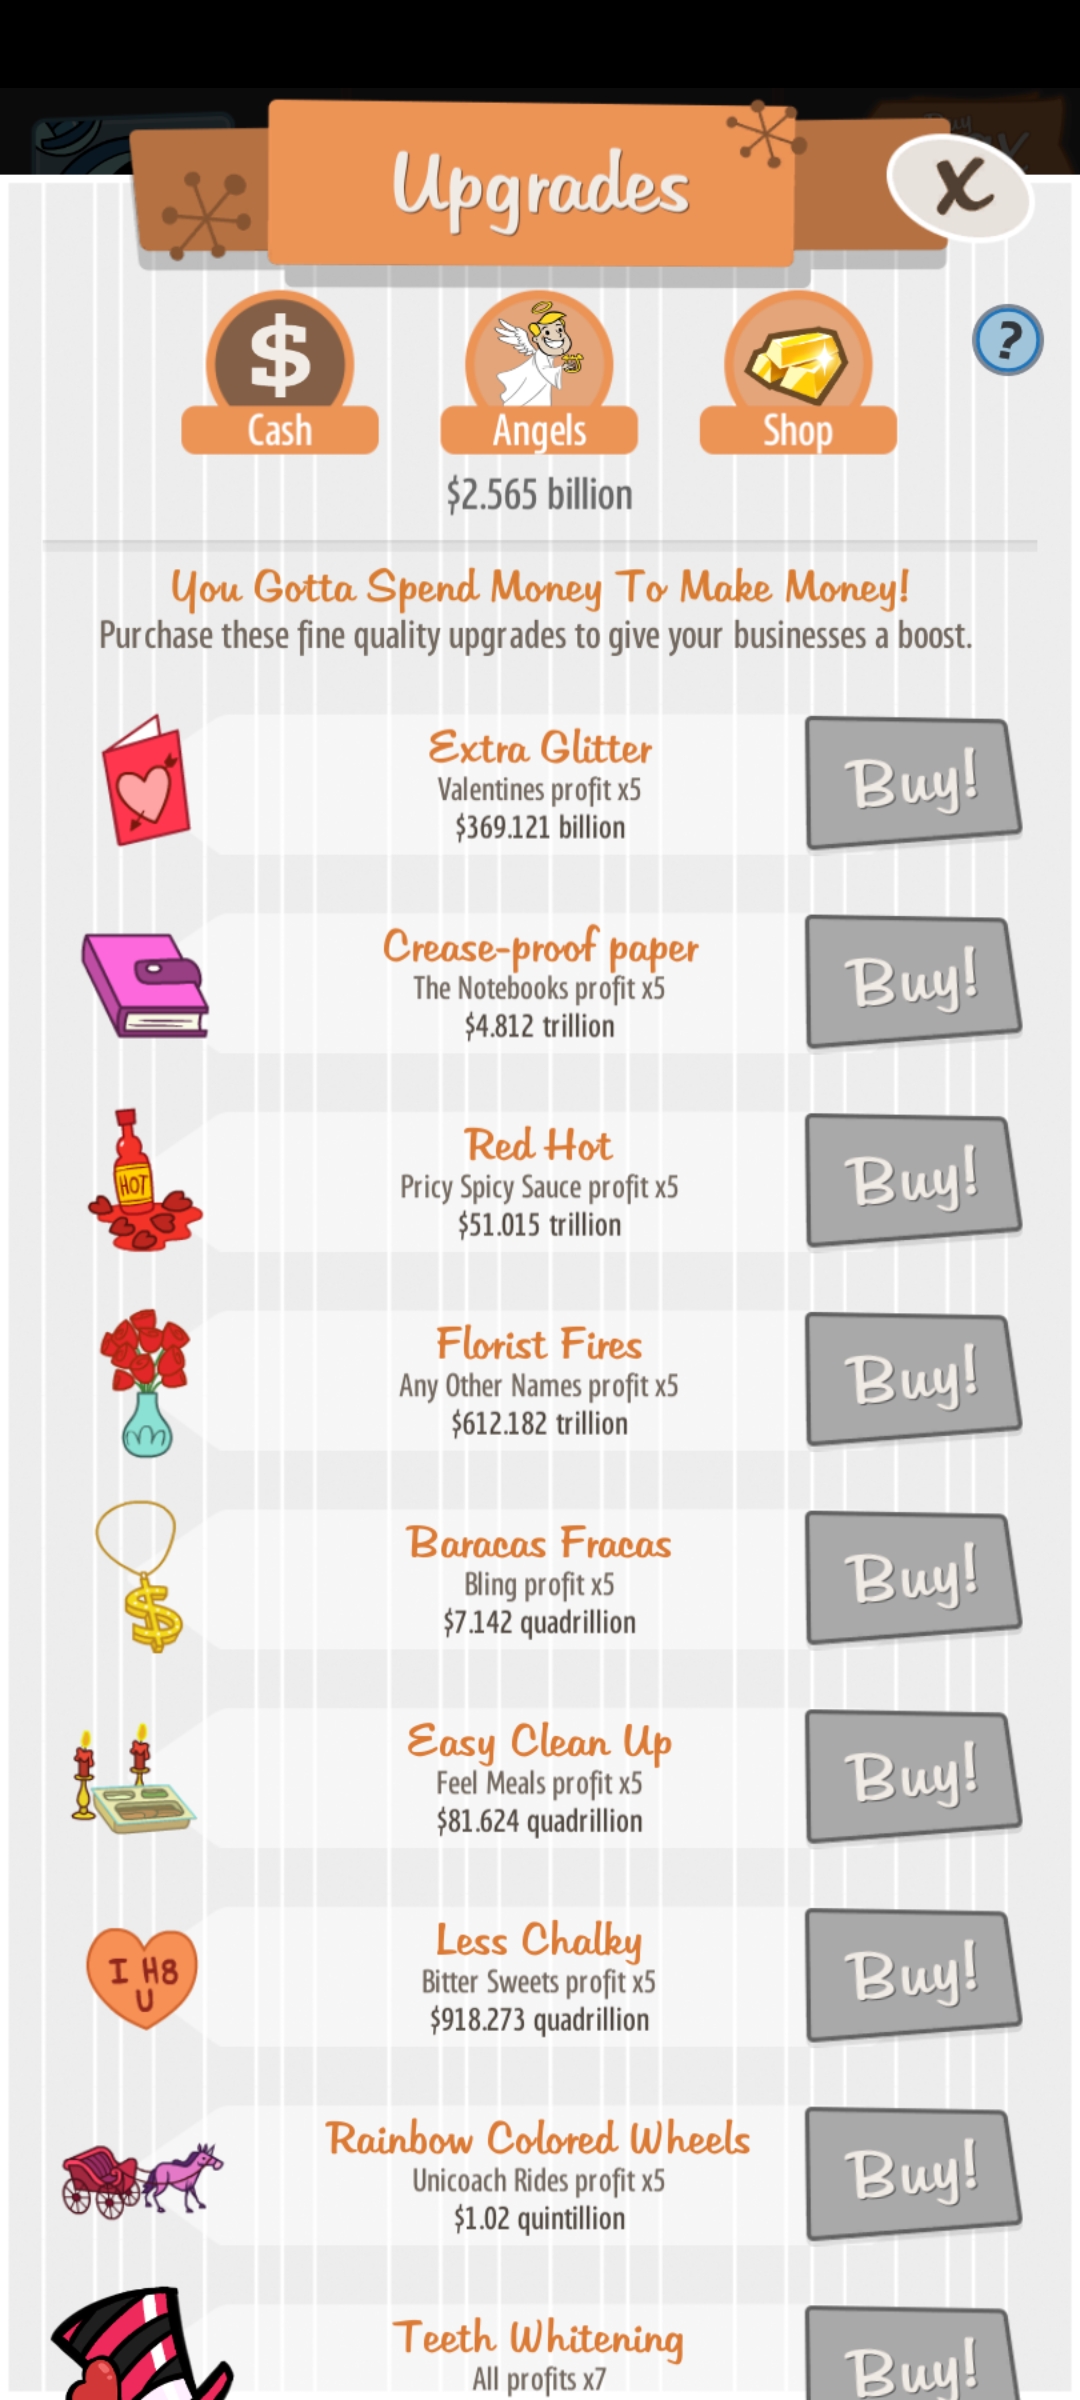 Buy
Upgrades
X
$
?
Cash
Angels
Shop
$2.565 billion
You Gotta Spend Money To Make Money!
Purchase these fine quality upgrades to give your businesses a boost.
Extra Glitter
Valentines profit x5
$369.121 billion
Buy!
Crease-proof paper
The Notebooks profit x5
$4.812 trillion
Buy!
HOT
Red Hot
Pricy Spicy Sauce profit x5
$51.015 trillion
Buy!
Florist Fires
Any Other Names profit x5
$612.182 trillion
Buy!
$
Baracas Fracas
Bling profit x5
$7.142 quadrillion
Buy!
Easy Clean Up
Feel Meals profit x5
$81.624 quadrillion
Buy!
I H8
U
Less Chalky
Bitter Sweets profit x5
$918.273 quadrillion
Buy!
Rainbow Colored Wheels
Unicoach Rides profit x5
$1.02 quintillion
Buy!
Teeth Whitening
All profits x7
Buy!